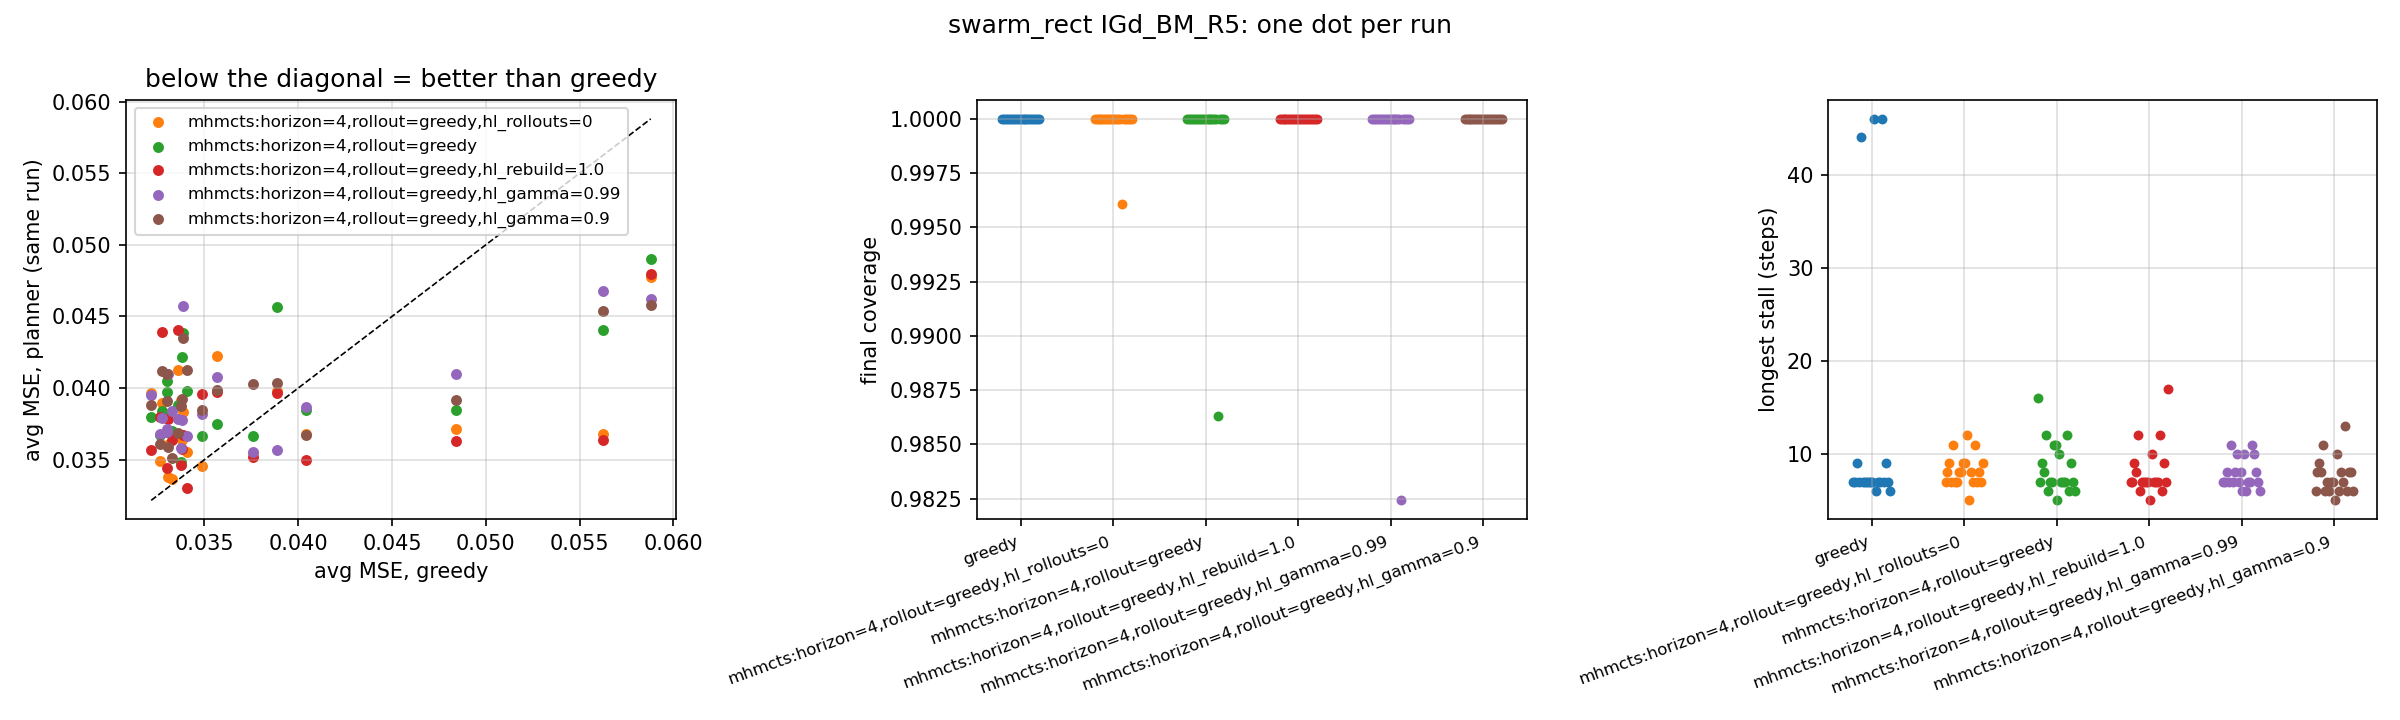 swarm_rect IGd_BM_R5: one dot per run
below the diagonal = better than greedy
avg MSE, planner (same run)
0.060
0.055
0.050
0.045
0.040
0.035
mhmcts:horizon=4,rollout=greedy,hl_rollouts=0
mhmcts:horizon=4,rollout=greedy
mhmcts:horizon=4,rollout=greedy,hl_rebuild=1.0
mhmcts:horizon=4,rollout=greedy,hl_gamma=0.99
mhmcts:horizon=4,rollout=greedy,hl_gamma=0.9
0.035 0.040 0.045 0.050 0.055 0.060
avg MSE, greedy
final coverage
1.0000
0.9975
0.9950
0.9925
0.9900
0.9875
0.9850
0.9825
greedy
mhmcts:horizon=4,rollout=greedy,hl_rollouts=0
mhmcts:horizon=4,rollout=greedy
mhmcts:horizon=4,rollout=greedy,hl_rebuild=1.0
mhmcts:horizon=4,rollout=greedy,hl_gamma=0.99
mhmcts:horizon=4,rollout=greedy,hl_gamma=0.9
longest stall (steps)
40
30
20
10
greedy
mhmcts:horizon=4,rollout=greedy,hl_rollouts=0
mhmcts:horizon=4,rollout=greedy
mhmcts:horizon=4,rollout=greedy,hl_rebuild=1.0
mhmcts:horizon=4,rollout=greedy,hl_gamma=0.99
mhmcts:horizon=4,rollout=greedy,hl_gamma=0.9